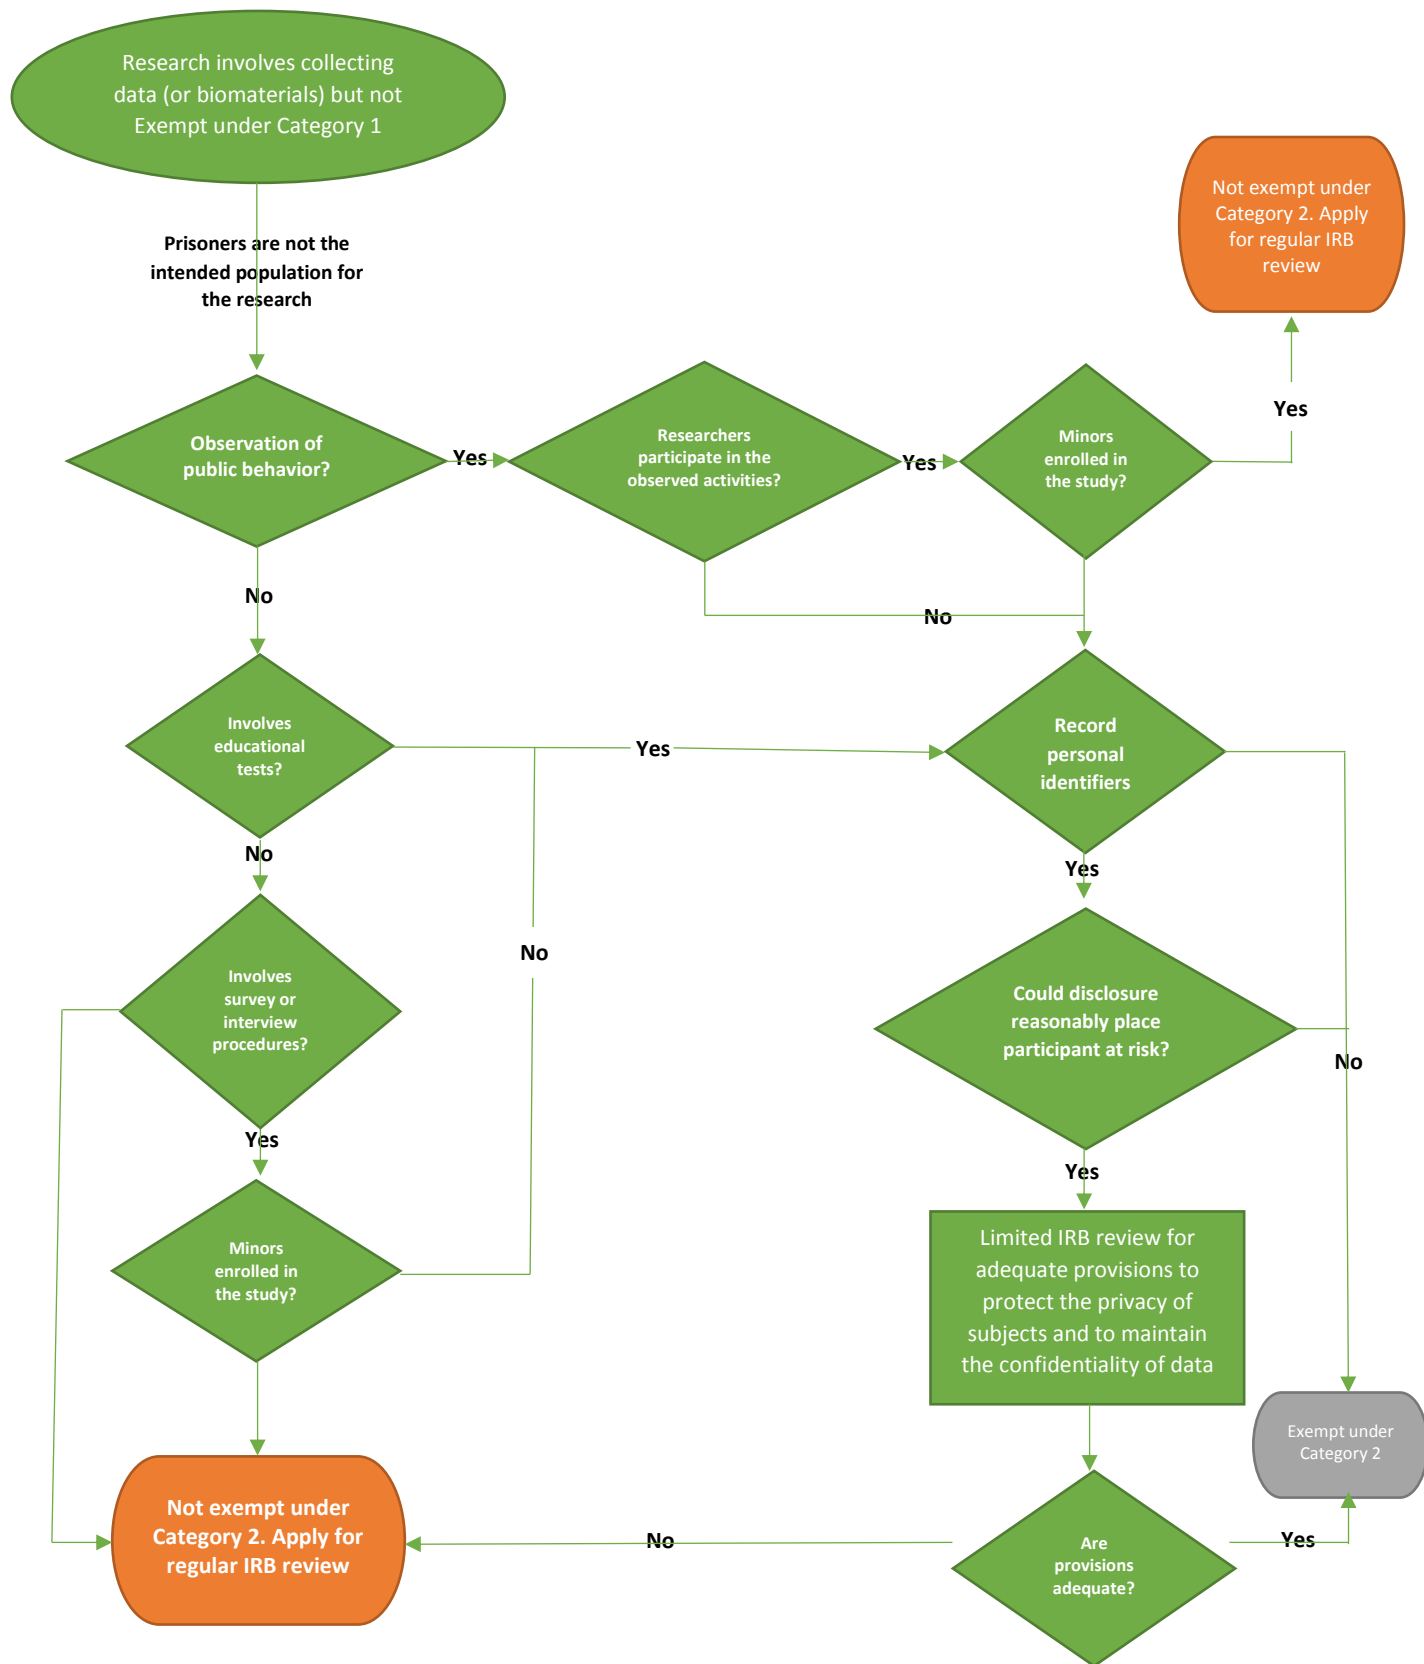 Research involves collecting
data (or biomaterials) but not
Exempt under Category 1
Prisoners are not the
intended population for
the research
Not exempt under
Category 2. Apply
for regular IRB
review
Yes
Observation of
public behavior?
Yes
Researchers
participate in the
observed activities?
Yes
Minors
enrolled in
the study?
No
No
Involves
educational
tests?
Yes
Record
personal
identifiers
No
Yes
No
Involves
survey or
interview
procedures?
Could disclosure
reasonably place
participant at risk?
No
Yes
Yes
Minors
enrolled in
the study?
Limited IRB review for
adequate provisions to
protect the privacy of
subjects and to maintain
the confidentiality of data
Exempt under
Category 2
Not exempt under
Category 2. Apply for
regular IRB review
No
Are
provisions
adequate?
Yes